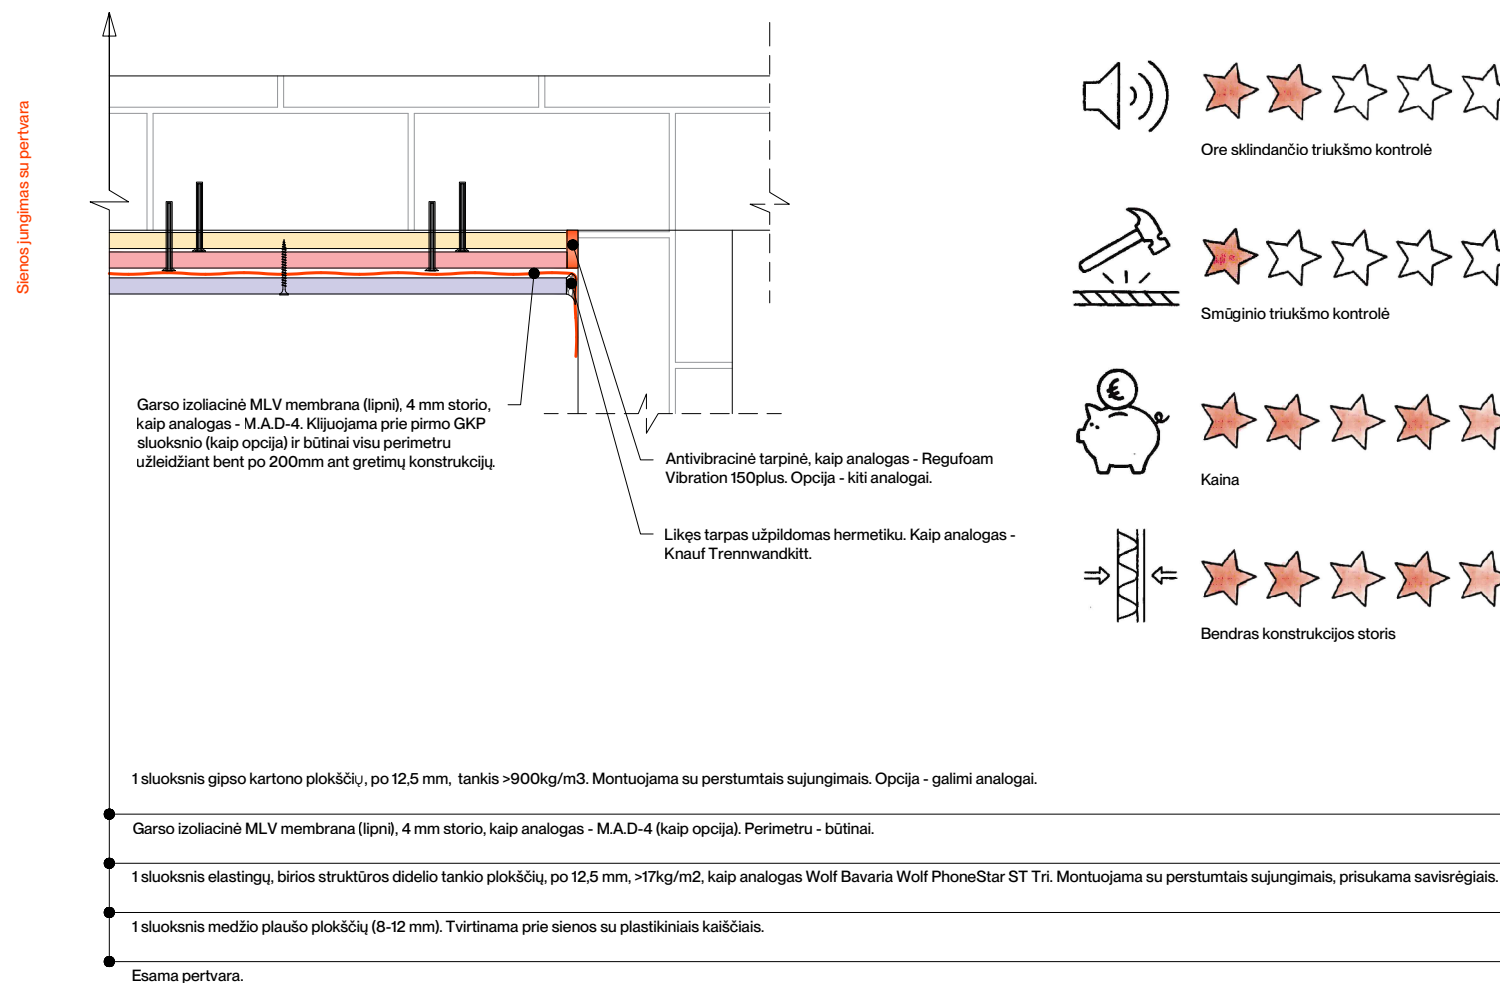 Sienos jungimas su pertvara
Ore sklindančio triukšmo kontrolė
Smūginio triukšmo kontrolė
Garso izoliacinė MLV membrana (lipni), 4 mm storio,
kaip analogas - M.A.D-4. Klijuojama prie pirmo GKP
sluoksnio (kaip opcija) ir būtinai visu perimetru
užleidžiant bent po 200mm ant gretimų konstrukcijų.
Antivibracinė tarpinė, kaip analogas - Regufoam
Vibration 150plus. Opcija - kiti analogai.
€
Kaina
Likęs tarpas užpildomas hermetiku. Kaip analogas -
Knauf Trennwandkitt.
Bendras konstrukcijos storis
1 sluoksnis gipso kartono plokščių, po 12,5 mm, tankis >900kg/m3. Montuojama su perstumtais sujungimais. Opcija - galimi analogai.
Garso izoliacinė MLV membrana (lipni), 4 mm storio, kaip analogas - M.A.D-4 (kaip opcija). Perimetru - būtinai.
1 sluoksnis elastingų, birios struktūros didelio tankio plokščių, po 12,5 mm, >17kg/m2, kaip analogas Wolf Bavaria Wolf PhoneStar ST Tri. Montuojama su perstumtais sujungimais, prisukama savisrėgiais.
1 sluoksnis medžio plaušo plokščių (8-12 mm). Tvirtinama prie sienos su plastikiniais kaiščiais.
Esama pertvara.